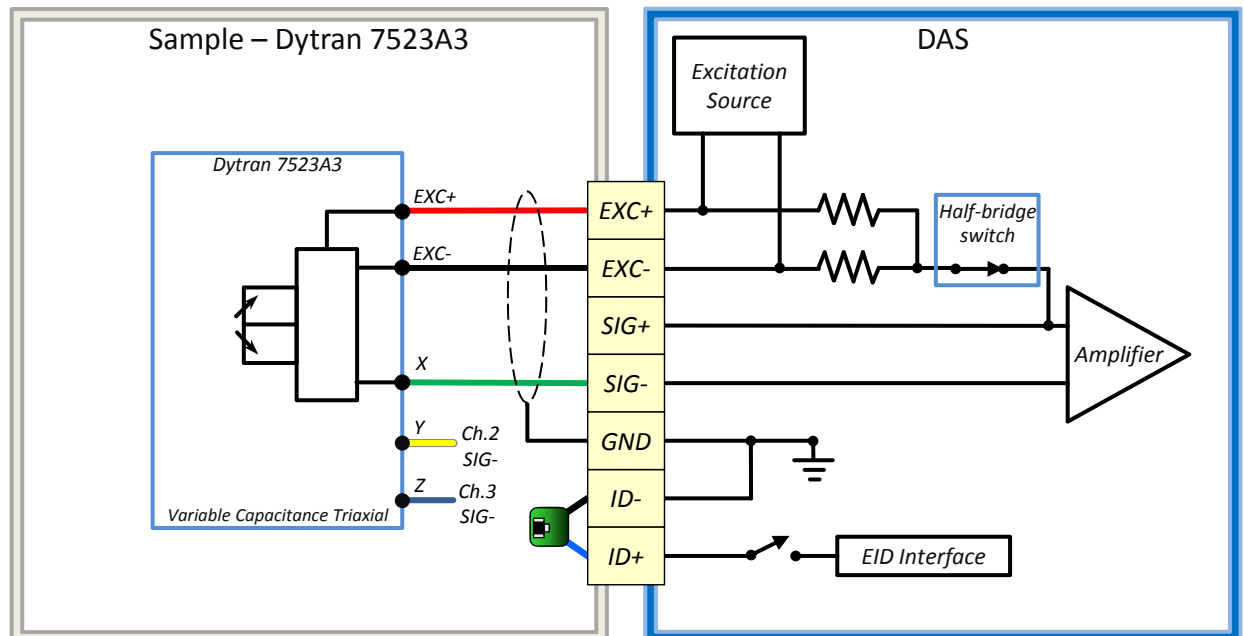 Sample – Dytran 7523A3
DAS
Excitation
Source
Dytran 7523A3
EXC+
EXC-
X
Y
Ch.2
SIG-
Z
Ch.3
SIG-
Variable Capacitance Triaxial
EXC+
EXC-
SIG+
SIG-
GND
ID-
ID+
Half-bridge
switch
Amplifier
EID Interface